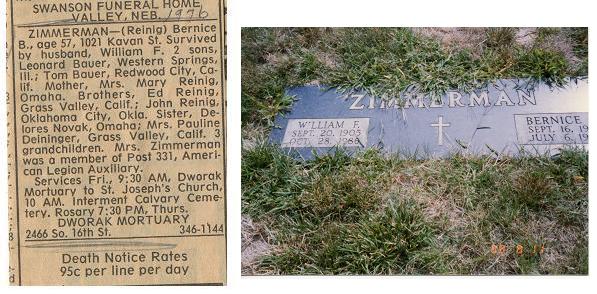 SWANSON FUNERAL HOME
VALLEY, NEB. 1976
ZIMMERMAN—(Reinig) Bernice
B., age 57, 1021 Kavan St. Survived
by husband, William F. 2 sons,
Leonard Bauer, Western Springs,
Ill.; Tom Bauer, Redwood City, Ca-
lif. Mother, Mrs. Mary Reinig,
Omaha. Brothers, Ed Reinig,
Grass Valley, Calif.; John Reinig,
Oklahoma City, Okla. Sister, De-
lores Novak, Omaha; Mrs. Pauline
Deininger, Grass Valley, Calif. 3
grandchildren. Mrs. Zimmerman
was a member of Post 331, Ameri-
can Legion Auxiliary.
Services Fri., 9:30 AM, Dworak
Mortuary to St. Joseph's Church,
10 AM. Interment Calvary Ceme-
tery. Rosary 7:30 PM, Thurs.
DWORAK MORTUARY
2466 So. 16th St. 346-1144
Death Notice Rates
95c per line per day
ZIMMERMAN
WILLIAM F.
SEPT. 20, 1905
OCT. 28, 1986
BERNICE
SEPT. 16, 19
JULY 6, 19